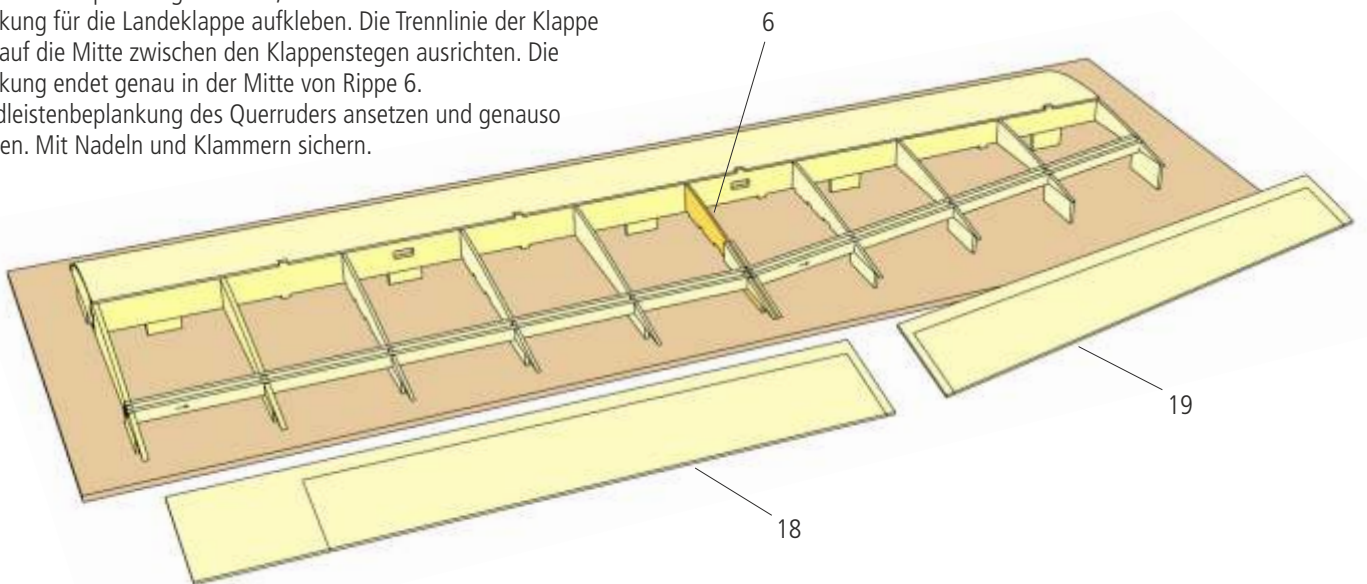 kung für die Landeklappe aufkleben. Die Trennlinie der Klappe
auf die Mitte zwischen den Klappenstegen ausrichten. Die
kung endet genau in der Mitte von Rippe 6.
dleistenbeplankung des Querruders ansetzen und genauso
en. Mit Nadeln und Klammern sichern.
6
19
18